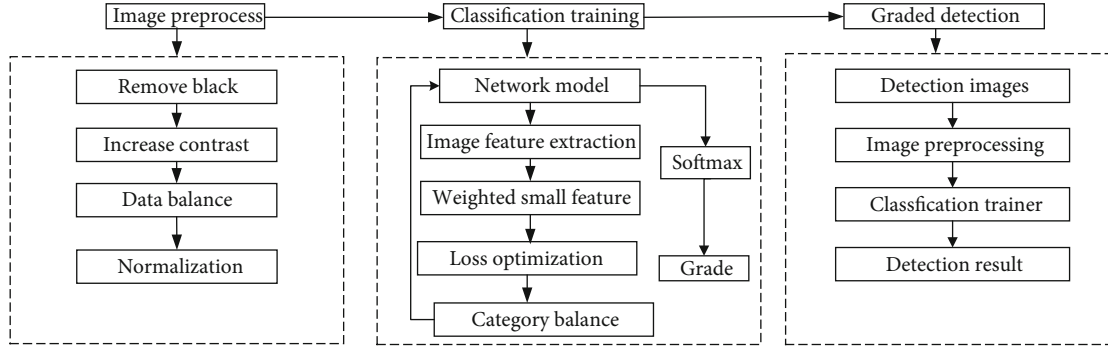 Image preprocess
Classification training
Graded detection
Remove black
Increase contrast
Data balance
Normalization
Network model
Image feature extraction
Weighted small feature
Loss optimization
Category balance
Softmax
Grade
Detection images
Image preprocessing
Classfication trainer
Detection result